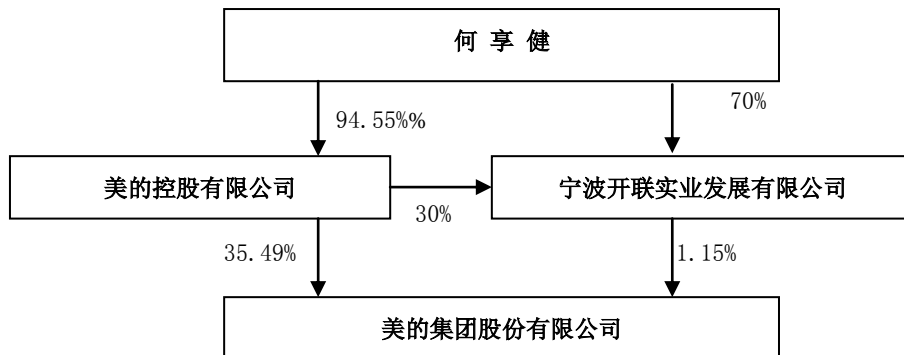 何 享 健
70%
94.55%%
美的控股有限公司
宁波开联实业发展有限公司
30%
35.49%
1.15%
美的集团股份有限公司